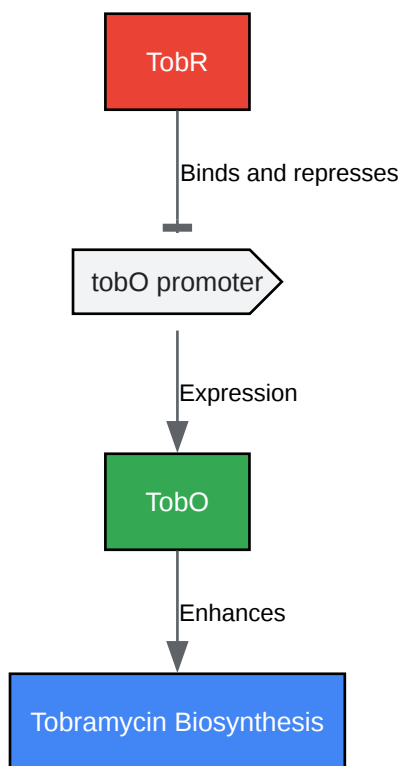 TobR
Binds and represses
tobO promoter
Expression
TobO
Enhances
Tobramycin Biosynthesis